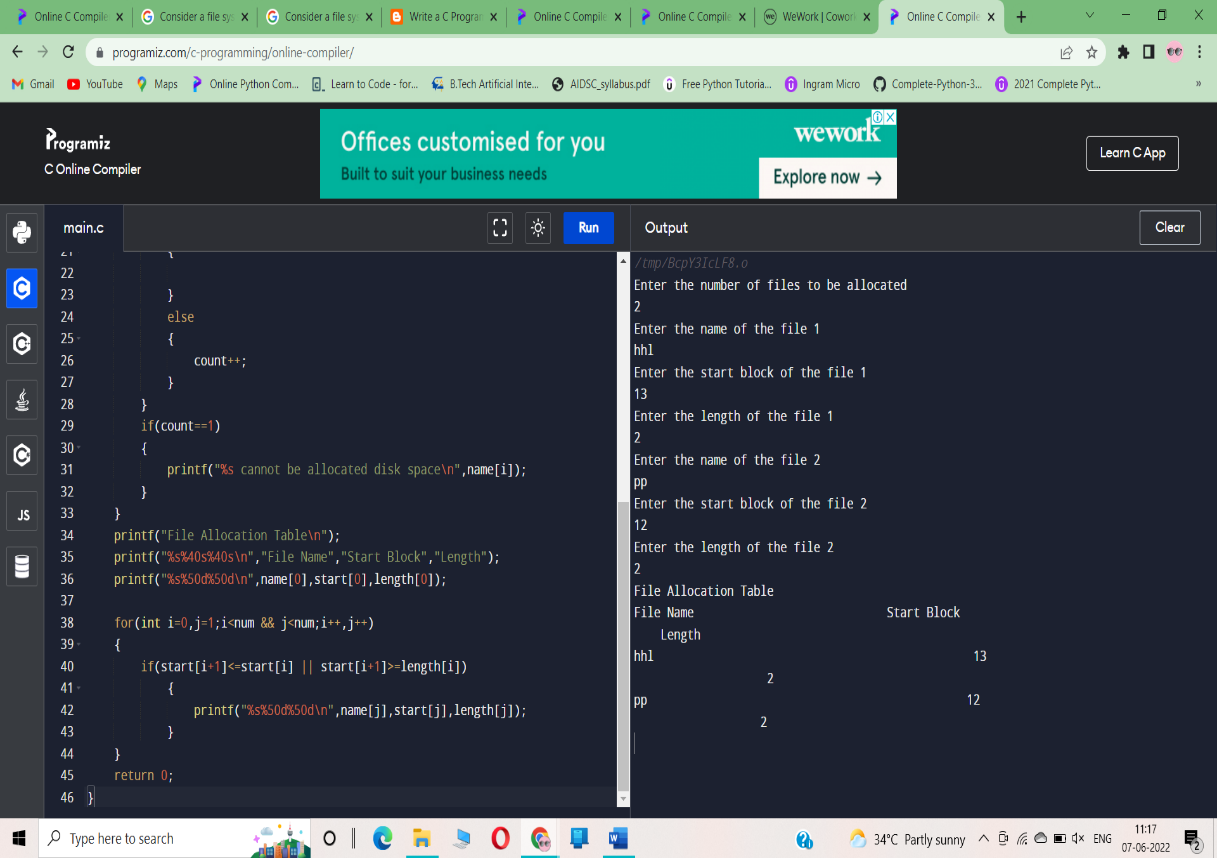 Online C Compile
Consider a file sy
Consider a file sy
Write a C Program
Online C Compile
Online C Compile
WeWork | Cowork
Online C Compile
programiz.com/c-programming/online-compiler/
Gmail YouTube Maps Online Python Com... Learn to Code - for... B.Tech Artificial Inte... AIDSC_syllabus.pdf Free Python Tutoria... Ingram Micro Complete-Python-3... 2021 Complete Pyt... »
Programiz
C Online Compiler
Offices customised for you
Built to suit your business needs
wework
Explore now →
Learn C App
main.c
Run
Output
Clear
JS
21 {
22
23 }
24 else
25 {
26 count++;
27 }
28 }
29 if(count==1)
30 {
31 printf("%s cannot be allocated disk space\n",name[i]);
32 }
33 }
34 printf("File Allocation Table\n");
35 printf("%s%40s%40s\n","File Name","Start Block","Length");
36 printf("%s%50d%50d\n",name[0],start[0],length[0]);
37
38 for(int i=0,j=1;i<num && j<num;i++,j++)
39 {
40 if(start[i+1]<=start[i] || start[i+1]>=length[i])
41 {
42 printf("%s%50d%50d\n",name[j],start[j],length[j]);
43 }
44 }
45 return 0;
46 }
/tmp/BcpY3IcLF8.o
Enter the number of files to be allocated
2
Enter the name of the file 1
hhl
Enter the start block of the file 1
13
Enter the length of the file 1
2
Enter the name of the file 2
pp
Enter the start block of the file 2
12
Enter the length of the file 2
2
File Allocation Table
File Name Start Block
Length
hhl 13
2
pp 12
2
Type here to search
34°C Partly sunny
ENG
11:17
07-06-2022
2